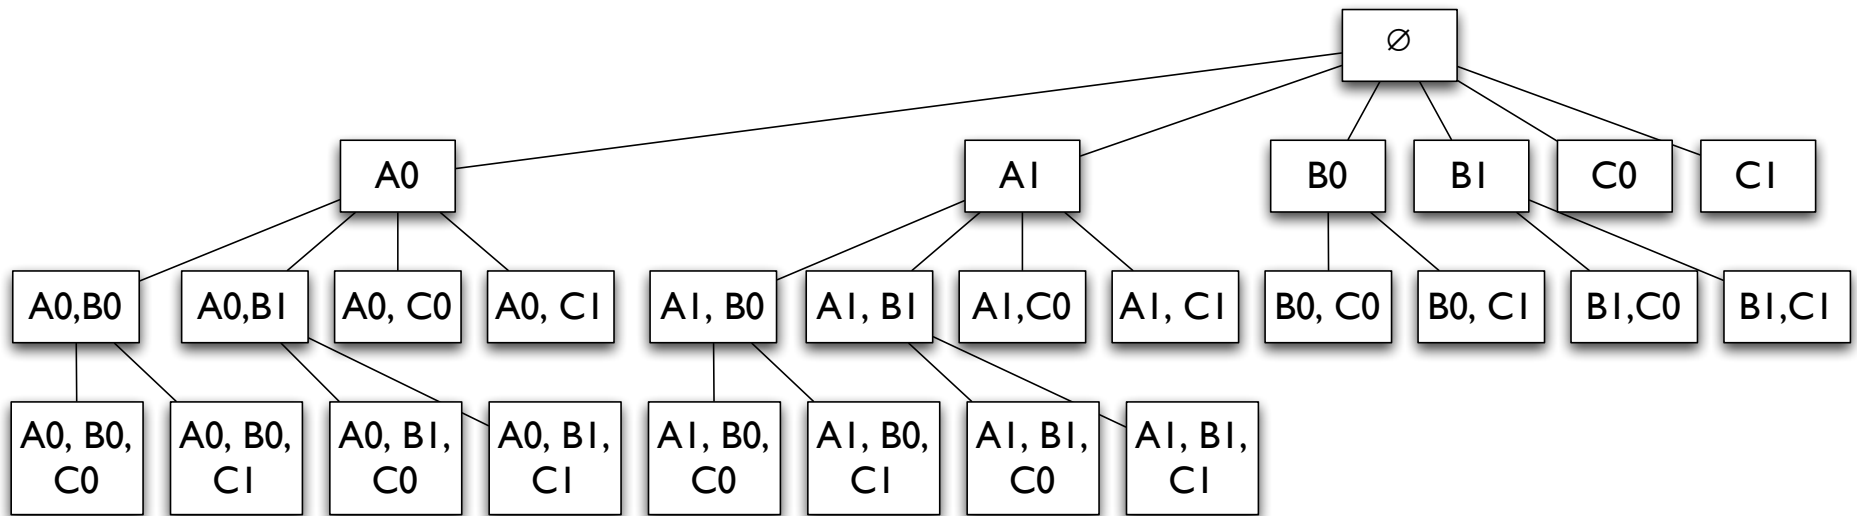 ∅
A0
A1
B0
B1
C0
C1
A0,B0
A0,B1
A0, C0
A0, C1
A1, B0
A1, B1
A1,C0
A1, C1
B0, C0
B0, C1
B1,C0
B1,C1
A0, B0,
C0
A0, B0,
C1
A0, B1,
C0
A0, B1,
C1
A1, B0,
C0
A1, B0,
C1
A1, B1,
C0
A1, B1,
C1